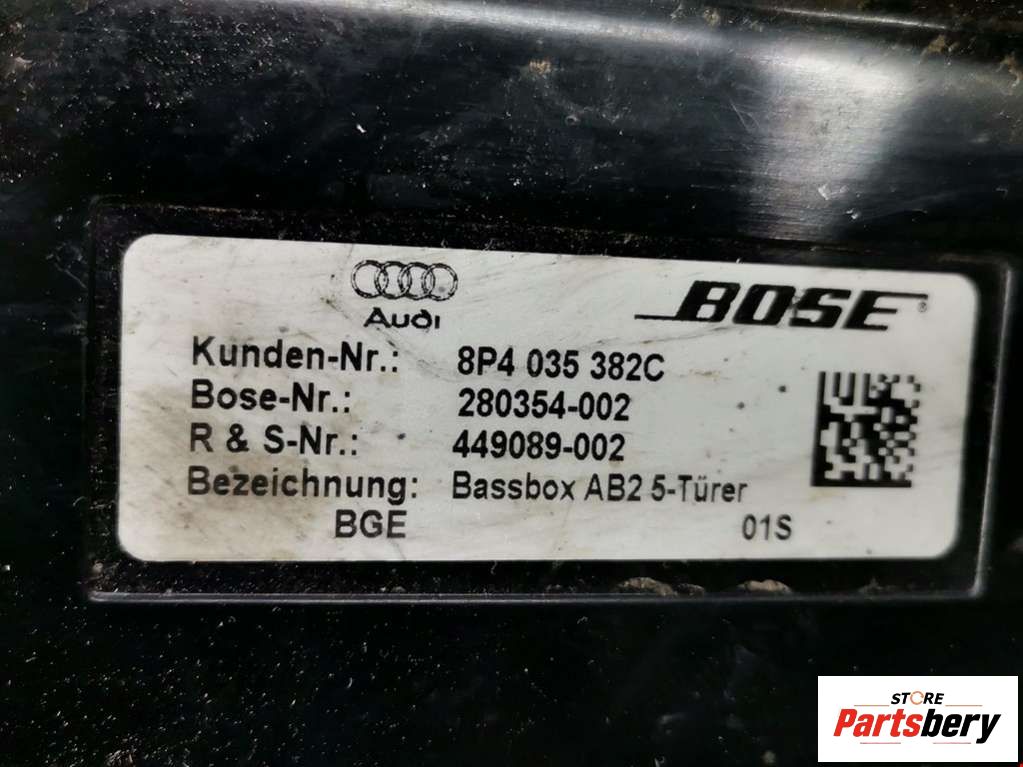 Audi
BOSE®
Kunden-Nr.: 8P4 035 382C
Bose-Nr.: 280354-002
R & S-Nr.: 449089-002
Bezeichnung: Bassbox AB2 5-Türer
BGE 01S
STORE
Partsbery